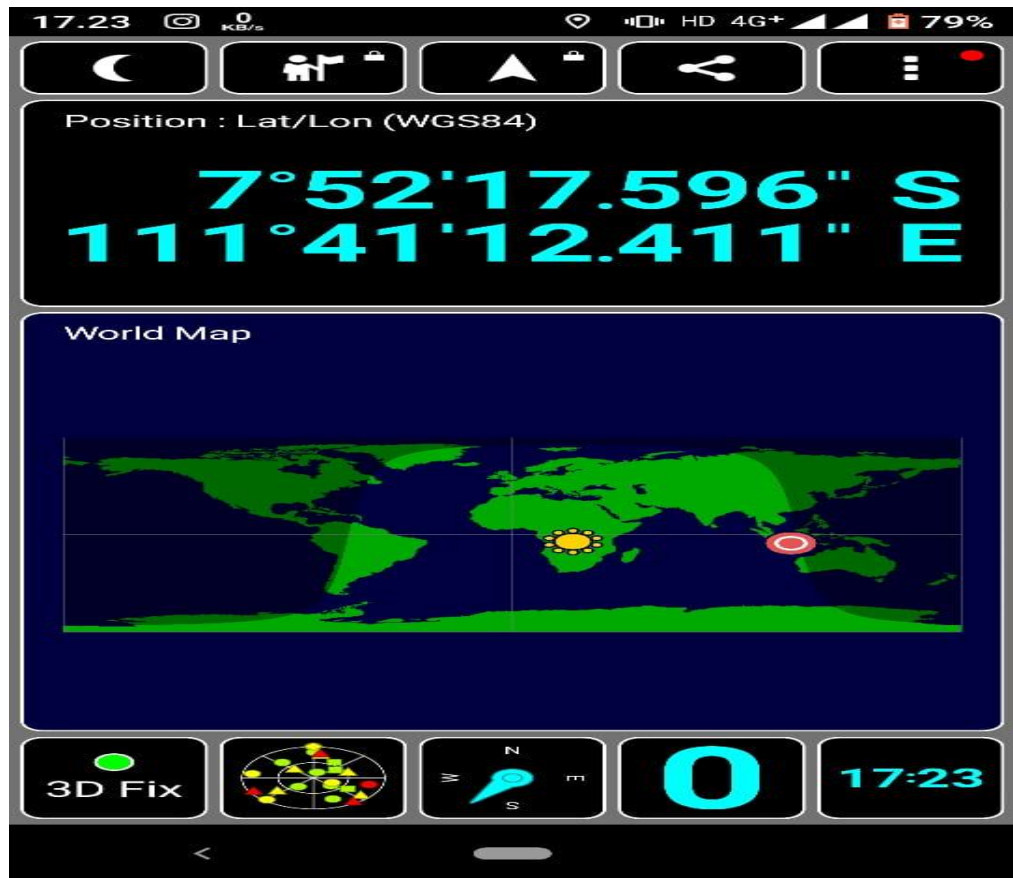 17.23 0 KB/s HD 4G+ 79%
Position : Lat/Lon (WGS84)
7°52'17.596" S
111°41'12.411" E
World Map
3D Fix
N
W E
S
0
17:23